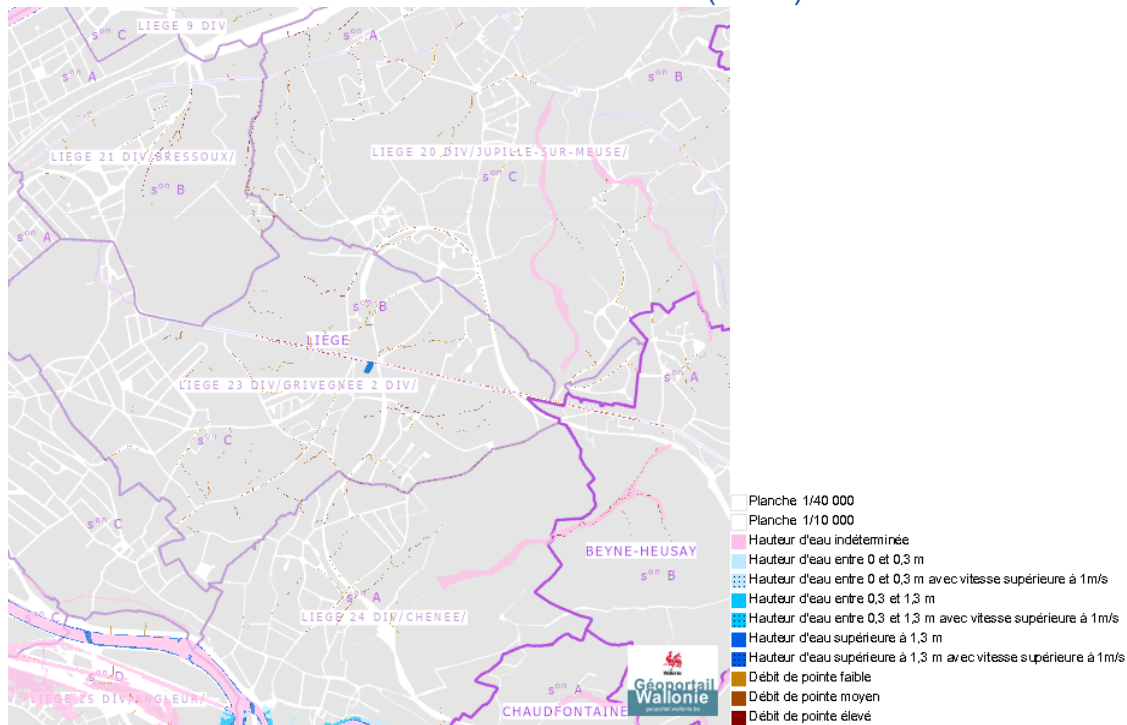 LIEGE 9 DIV
sᵒⁿ C
sᵒⁿ A
sᵒⁿ A
sᵒⁿ B
LIEGE 21 DIV/BRESSOUX/
LIEGE 20 DIV/JUPILLE-SUR-MEUSE/
sᵒⁿ B
sᵒⁿ C
sᵒⁿ A
sᵒⁿ B
LIÈGE
LIEGE 23 DIV/GRIVEGNEE 2 DIV/
sᵒⁿ A
sᵒⁿ C
sᵒⁿ C
BEYNE-HEUSAY
sᵒⁿ B
sᵒⁿ A
LIEGE 24 DIV/CHENEE/
sᵒⁿ D
LIEGE 25 DIV/ANGLEUR/
sᵒⁿ A
CHAUDFONTAINE
Wallonie
Géoportail
Wallonie
geoportail.wallonie.be
Planche 1/40 000
Planche 1/10 000
Hauteur d'eau indéterminée
Hauteur d'eau entre 0 et 0,3 m
Hauteur d'eau entre 0 et 0,3 m avec vitesse supérieure à 1m/s
Hauteur d'eau entre 0,3 et 1,3 m
Hauteur d'eau entre 0,3 et 1,3 m avec vitesse supérieure à 1m/s
Hauteur d'eau supérieure à 1,3 m
Hauteur d'eau supérieure à 1,3 m avec vitesse supérieure à 1m/s
Débit de pointe faible
Débit de pointe moyen
Débit de pointe élevé